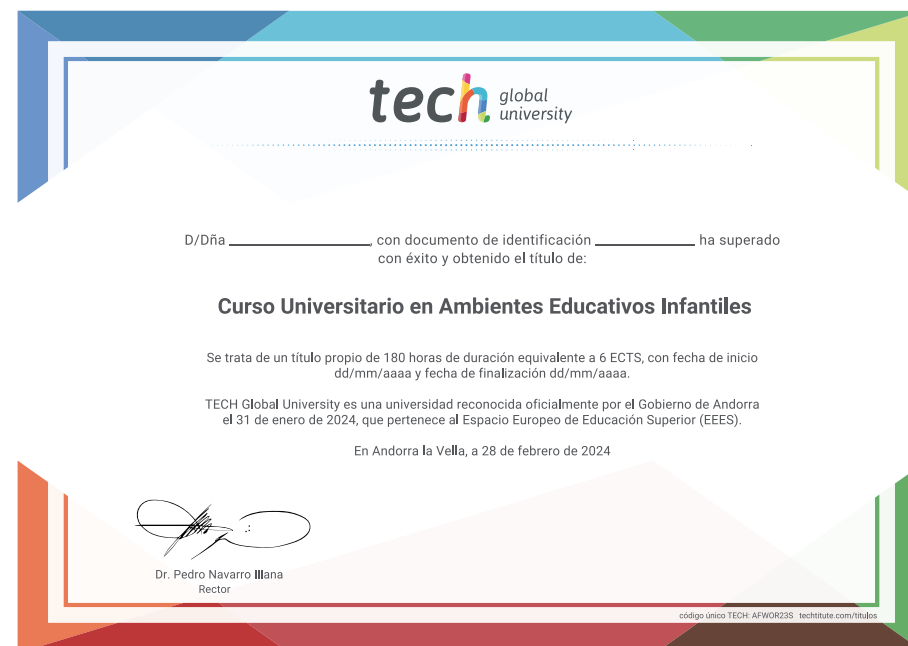 tech global university
D/Dña ____________________, con documento de identificación ______________ ha superado
con éxito y obtenido el título de:
Curso Universitario en Ambientes Educativos Infantiles
Se trata de un título propio de 180 horas de duración equivalente a 6 ECTS, con fecha de inicio
dd/mm/aaaa y fecha de finalización dd/mm/aaaa.
TECH Global University es una universidad reconocida oficialmente por el Gobierno de Andorra
el 31 de enero de 2024, que pertenece al Espacio Europeo de Educación Superior (EEES).
En Andorra la Vella, a 28 de febrero de 2024
Dr. Pedro Navarro Illana
Rector
código único TECH: AFWOR23S techtitute.com/titulos